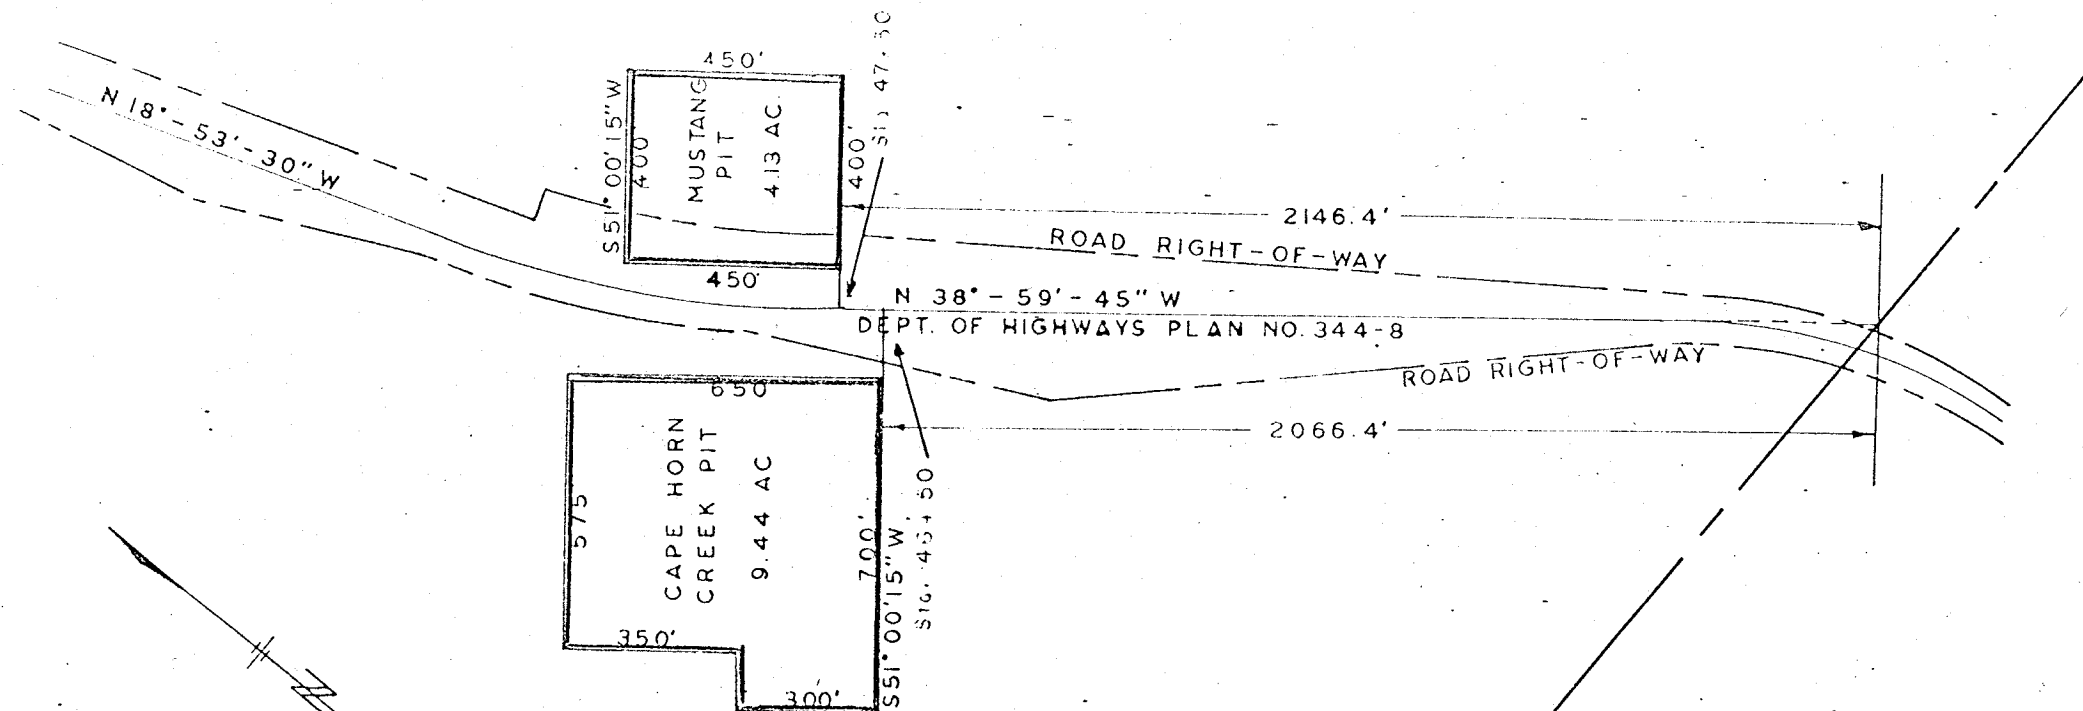 450'
N 18°-53'-30" W
S51°00'15"W
400
MUSTANG
PIT
4.13 AC.
400'
2146.4'
ROAD RIGHT-OF-WAY
450'
N 38°-59'-45" W
DEPT. OF HIGHWAYS PLAN NO. 344-8
ROAD RIGHT-OF-WAY
650
2066.4'
CAPE HORN
CREEK PIT
9.44 AC
575
700'
S51°00'15"W
350'
300'
N